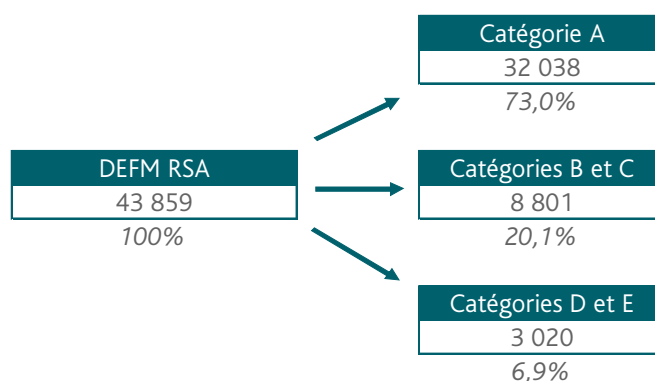 DEFM RSA
43 859
100%
Catégorie A
32 038
73,0%
Catégories B et C
8 801
20,1%
Catégories D et E
3 020
6,9%